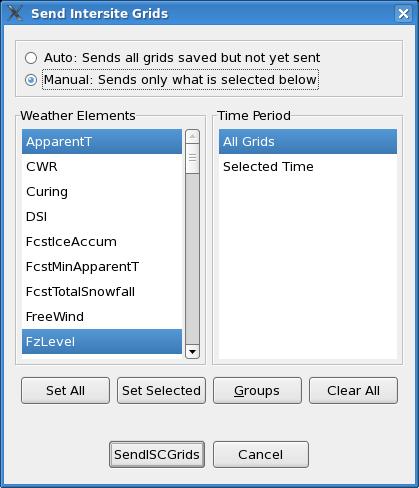 Send Intersite Grids
Auto: Sends all grids saved but not yet sent
Manual: Sends only what is selected below
Weather Elements
ApparentT
CWR
Curing
DSI
FcstIceAccum
FcstMinApparentT
FcstTotalSnowfall
FreeWind
FzLevel
Time Period
All Grids
Selected Time
Set All
Set Selected
Groups
Clear All
SendISCGrids
Cancel